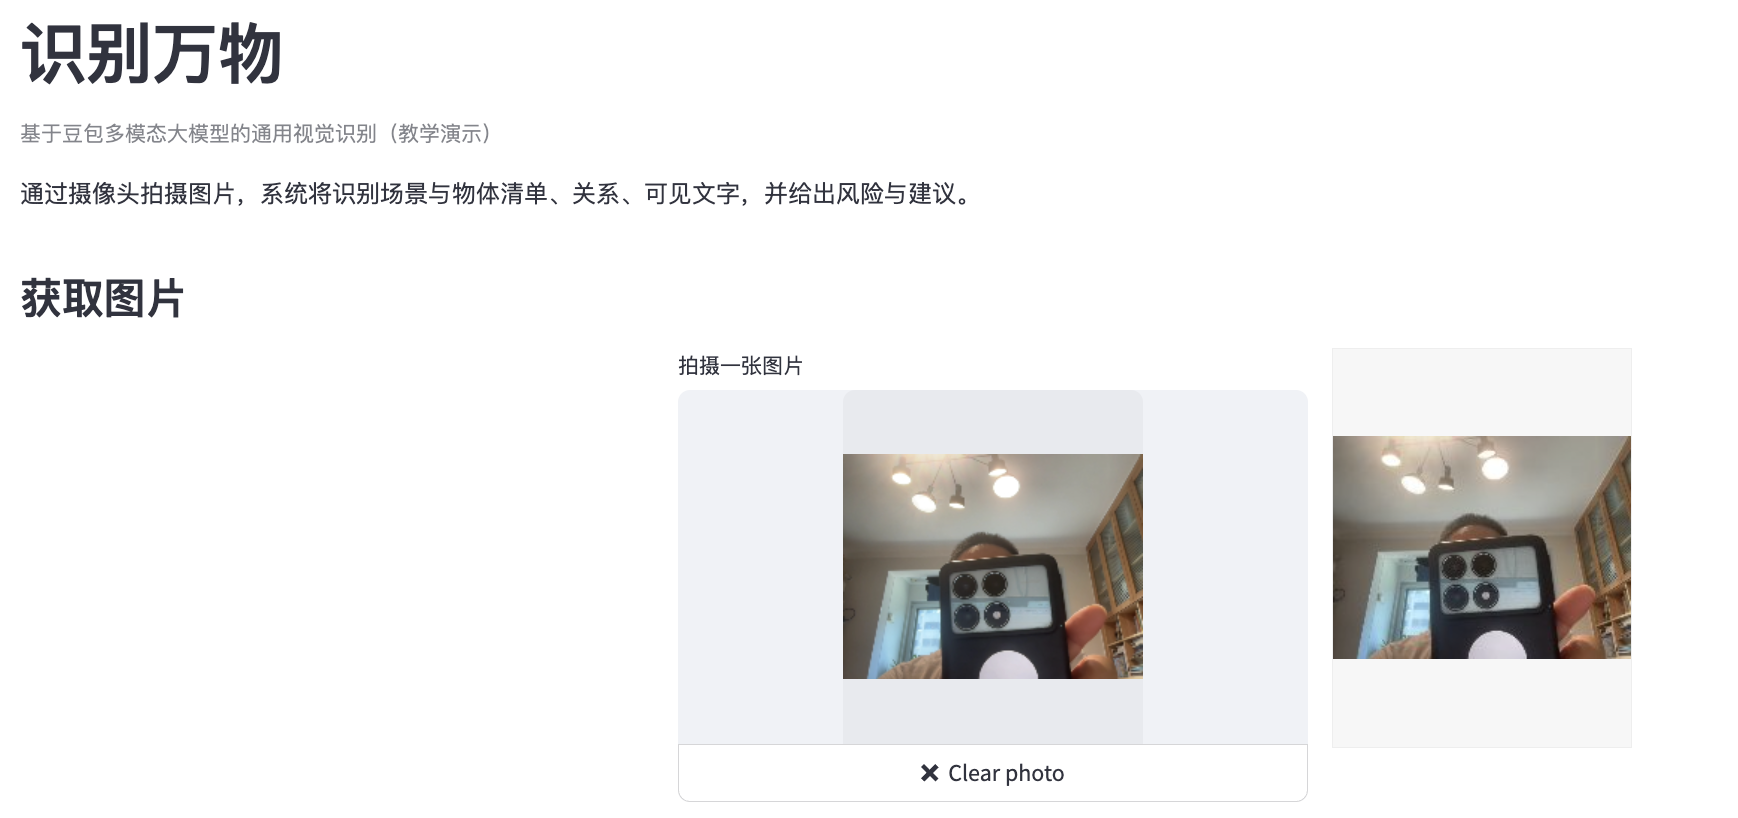 识别万物
基于豆包多模态大模型的通用视觉识别（教学演示）
通过摄像头拍摄图片，系统将识别场景与物体清单、关系、可见文字，并给出风险与建议。
获取图片
拍摄一张图片
Clear photo